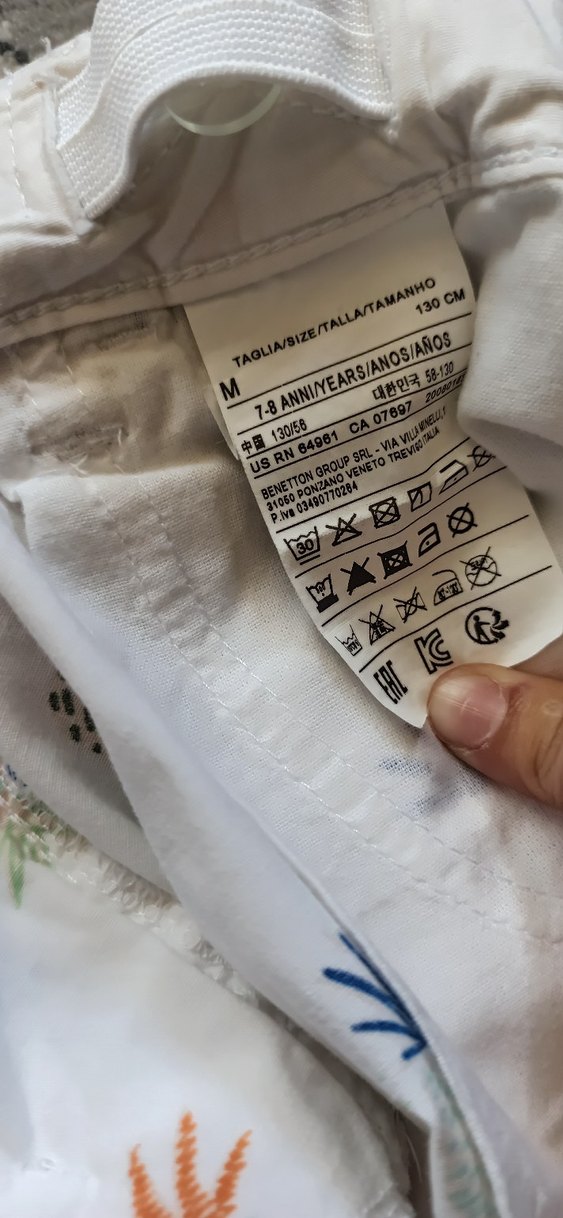 TAGLIA/SIZE/TALLA/TAMANHO
M 130 CM
7-8 ANNI/YEARS/ANOS/AÑOS
中国 130/56 대한민국 58-130
US RN 64961 CA 07697
BENETTON GROUP SRL - VIA VILLA MINELLI,1
31050 PONZANO VENETO TREVISO ITALIA
P.iva 03490770264
30
EAC